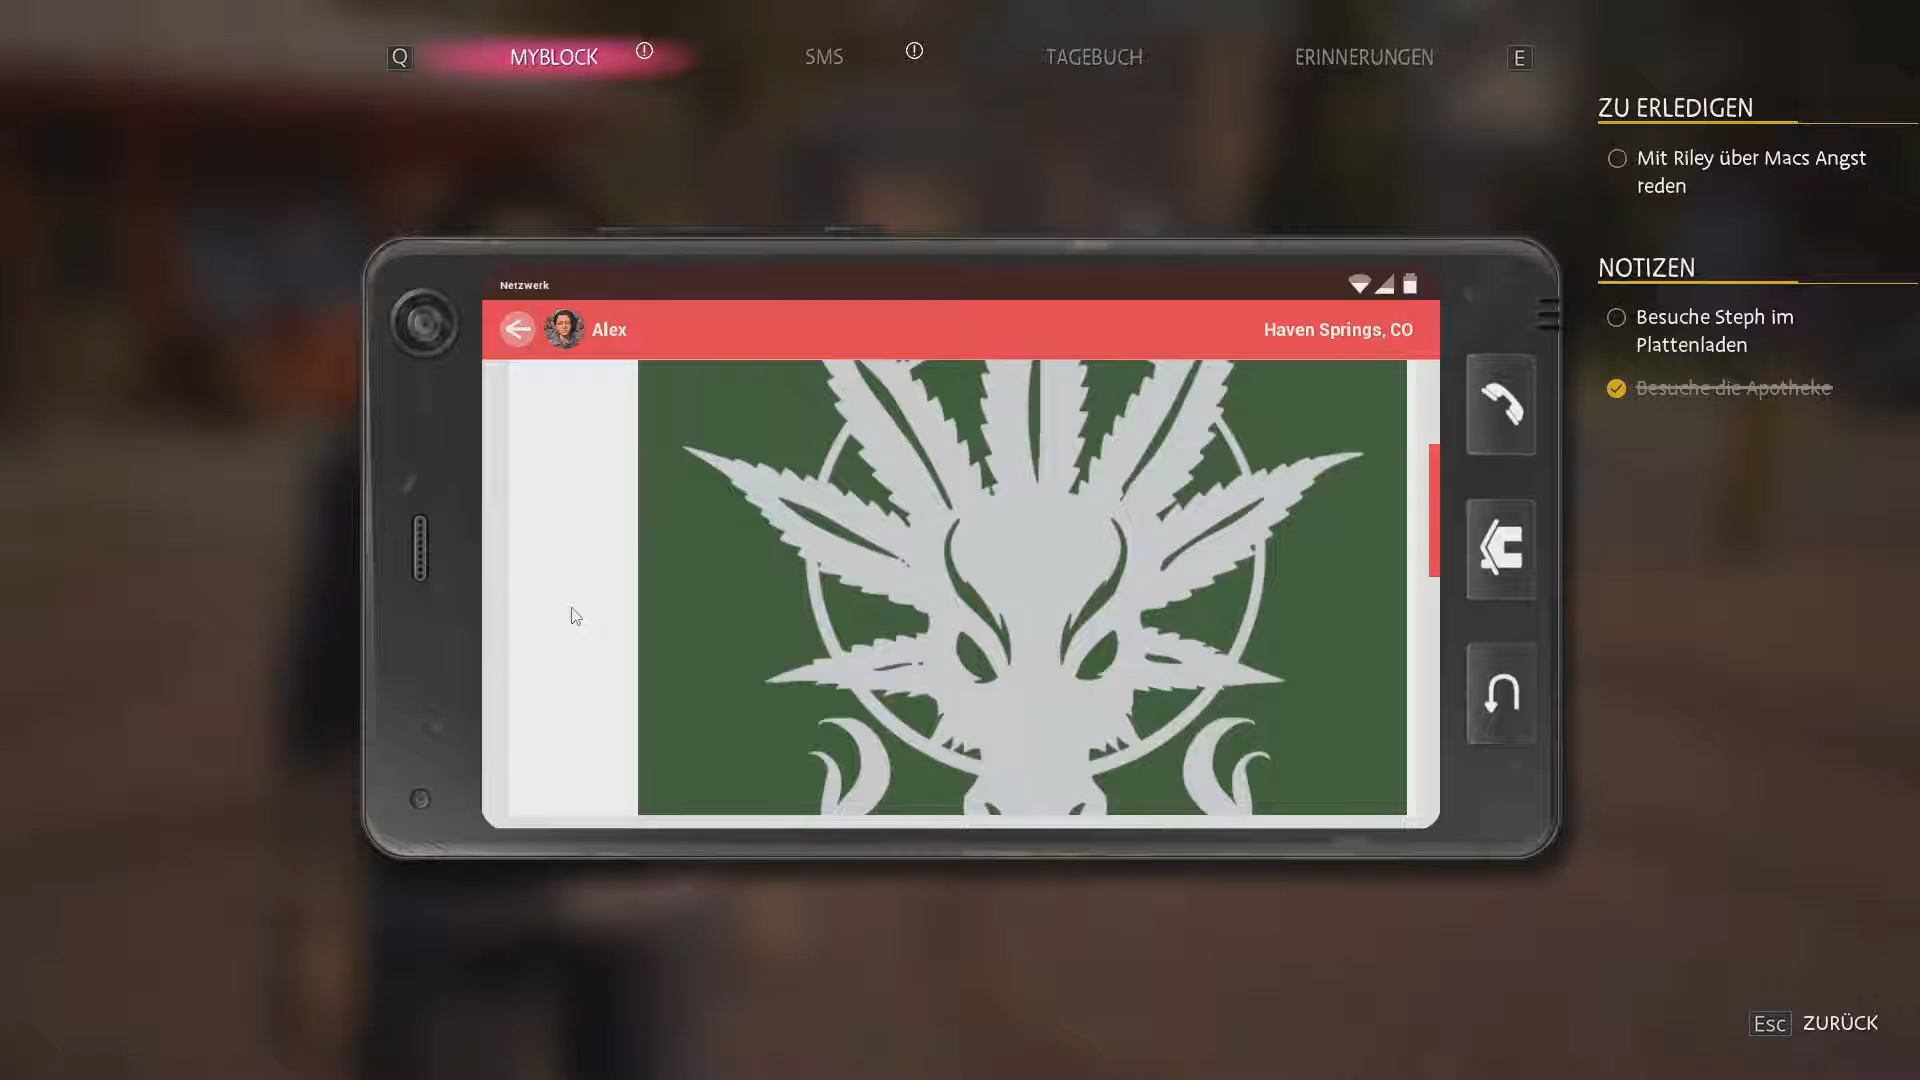 Q
MYBLOCK
SMS
TAGEBUCH
ERINNERUNGEN
E
ZU ERLEDIGEN
Mit Riley über Macs Angst
reden
NOTIZEN
Besuche Steph im
Plattenladen
Besuche die Apotheke
Netzwerk
Alex
Haven Springs, CO
Esc ZURÜCK